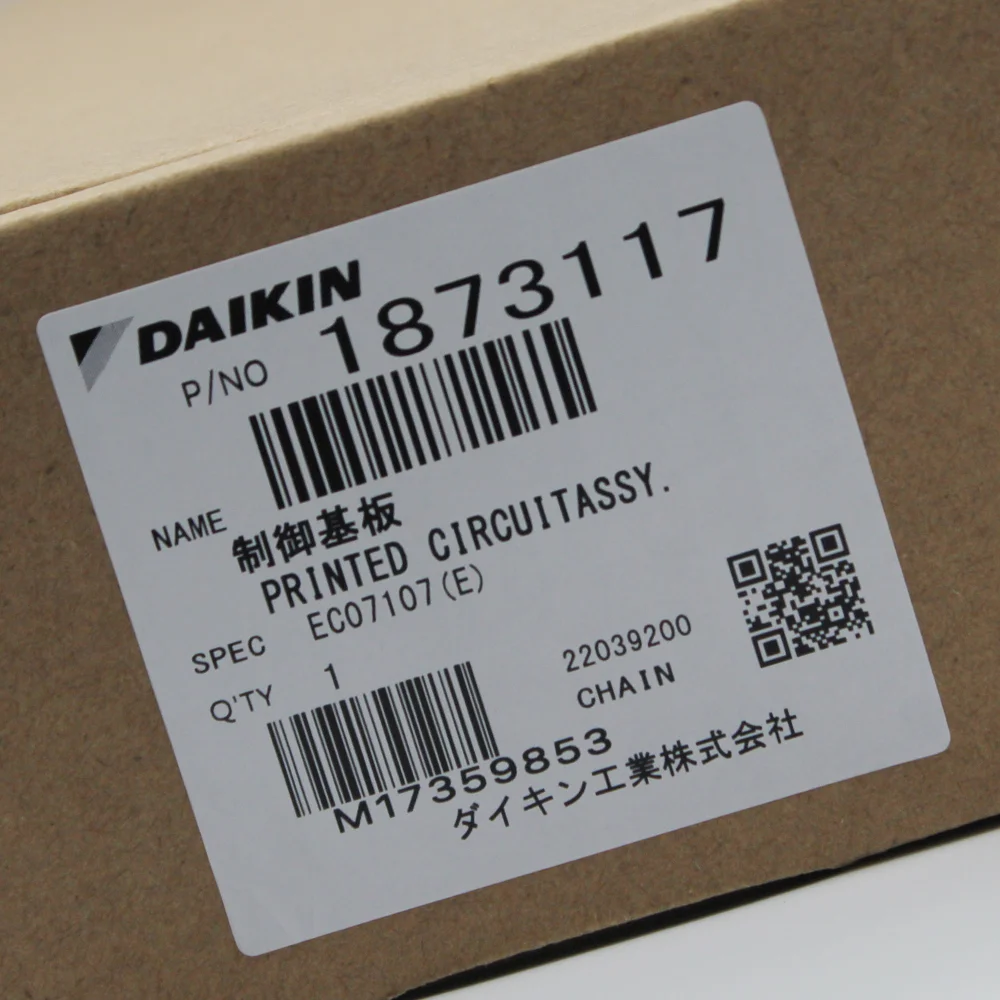 DAIKIN
P/NO 1873117
NAME 制御基板
PRINTED CIRCUITASSY.
SPEC EC07107(E)
Q'TY 1
22039200
CHAIN
M17359853
ダイキン工業株式会社